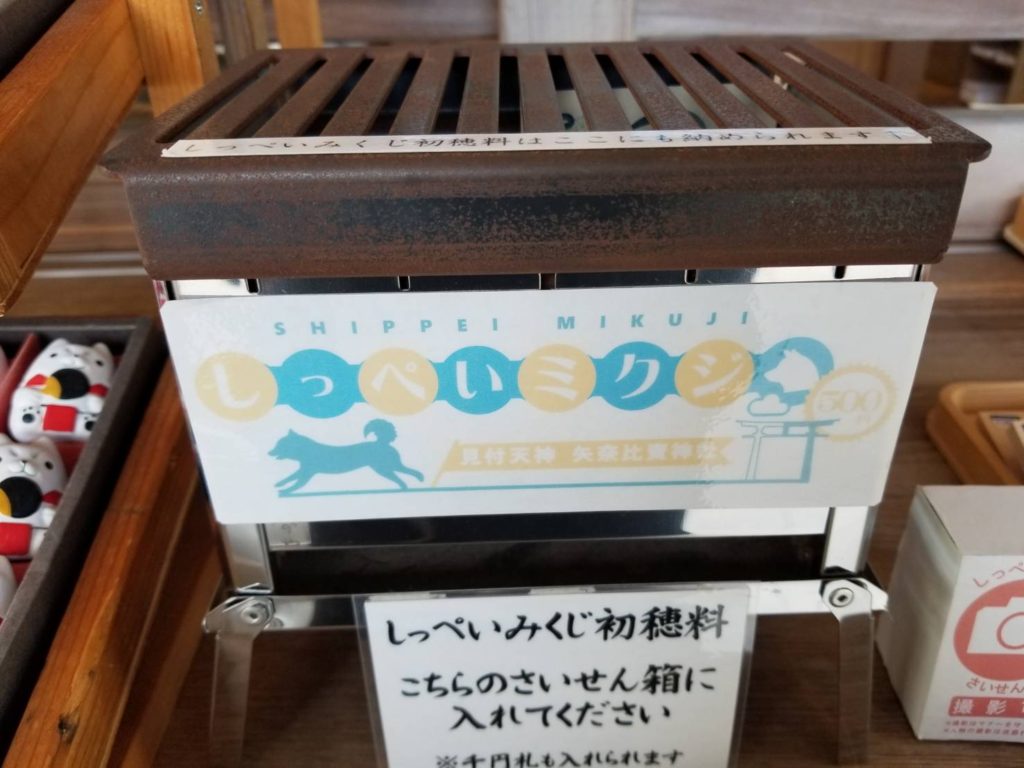 しっぺいみくじ初穂料はここにも納められます
SHIPPEI MIKUJI
しっぺいミクジ
500
見付天神 矢奈比賣神社
しっぺいみくじ初穂料
こちらのさいせん箱に
入れてください
※千円札も入れられます
しっぺ
さいせん
撮影